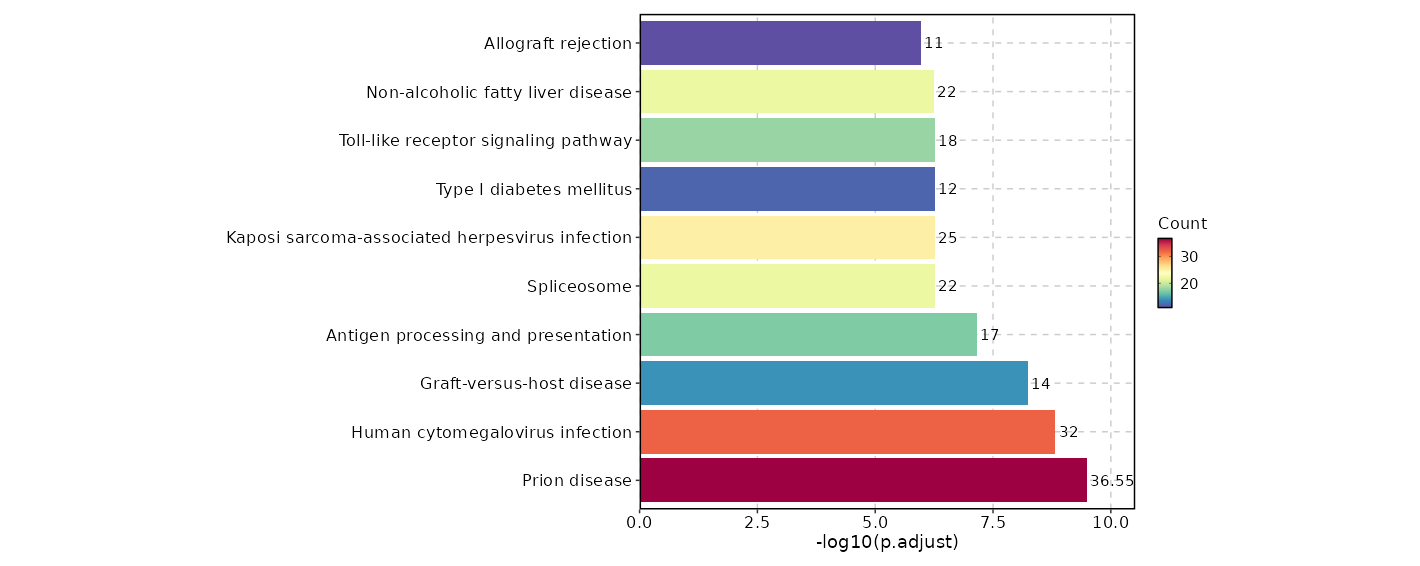 Allograft rejection
11
Non-alcoholic fatty liver disease
22
Toll-like receptor signaling pathway
18
Type I diabetes mellitus
12
Kaposi sarcoma-associated herpesvirus infection
25
Spliceosome
22
Antigen processing and presentation
17
Graft-versus-host disease
14
Human cytomegalovirus infection
32
Prion disease
36.55
0.0 2.5 5.0 7.5 10.0
-log10(p.adjust)
Count
30
20